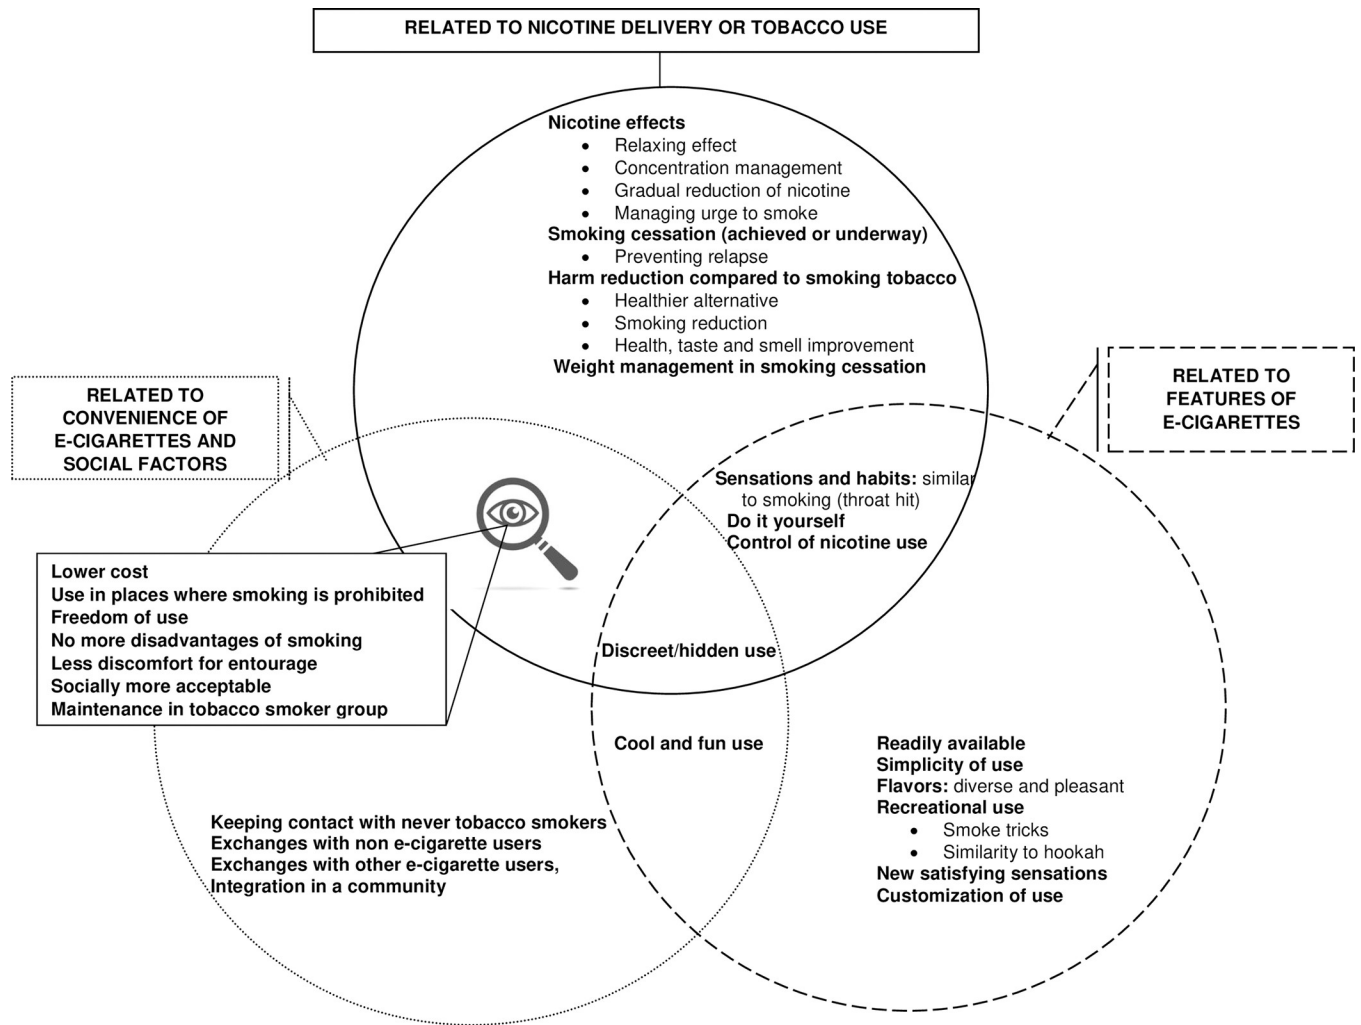 RELATED TO NICOTINE DELIVERY OR TOBACCO USE
Nicotine effects
• Relaxing effect
• Concentration management
• Gradual reduction of nicotine
• Managing urge to smoke
Smoking cessation (achieved or underway)
• Preventing relapse
Harm reduction compared to smoking tobacco
• Healthier alternative
• Smoking reduction
• Health, taste and smell improvement
Weight management in smoking cessation
RELATED TO
CONVENIENCE OF
E-CIGARETTES AND
SOCIAL FACTORS
RELATED TO
FEATURES OF
E-CIGARETTES
Sensations and habits: similar
to smoking (throat hit)
Do it yourself
Control of nicotine use
Lower cost
Use in places where smoking is prohibited
Freedom of use
No more disadvantages of smoking
Less discomfort for entourage
Socially more acceptable
Maintenance in tobacco smoker group
Discreet/hidden use
Cool and fun use
Readily available
Simplicity of use
Flavors: diverse and pleasant
Recreational use
• Smoke tricks
• Similarity to hookah
New satisfying sensations
Customization of use
Keeping contact with never tobacco smokers
Exchanges with non e-cigarette users
Exchanges with other e-cigarette users,
Integration in a community